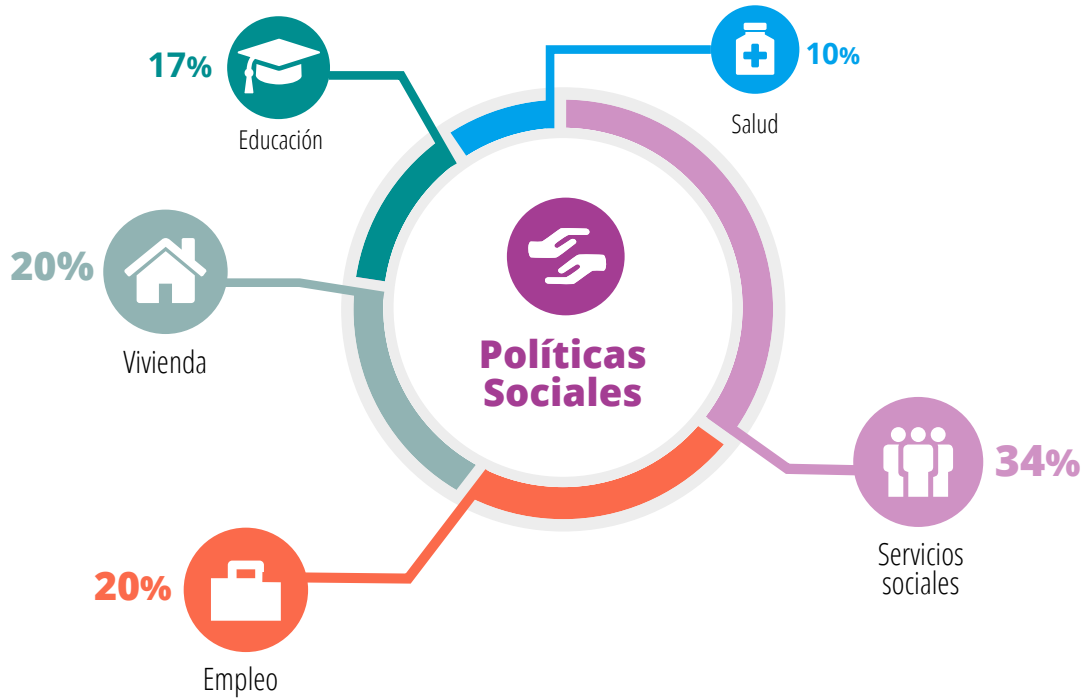 17%
Educación
10%
Salud
20%
Vivienda
Políticas
Sociales
34%
Servicios
sociales
20%
Empleo